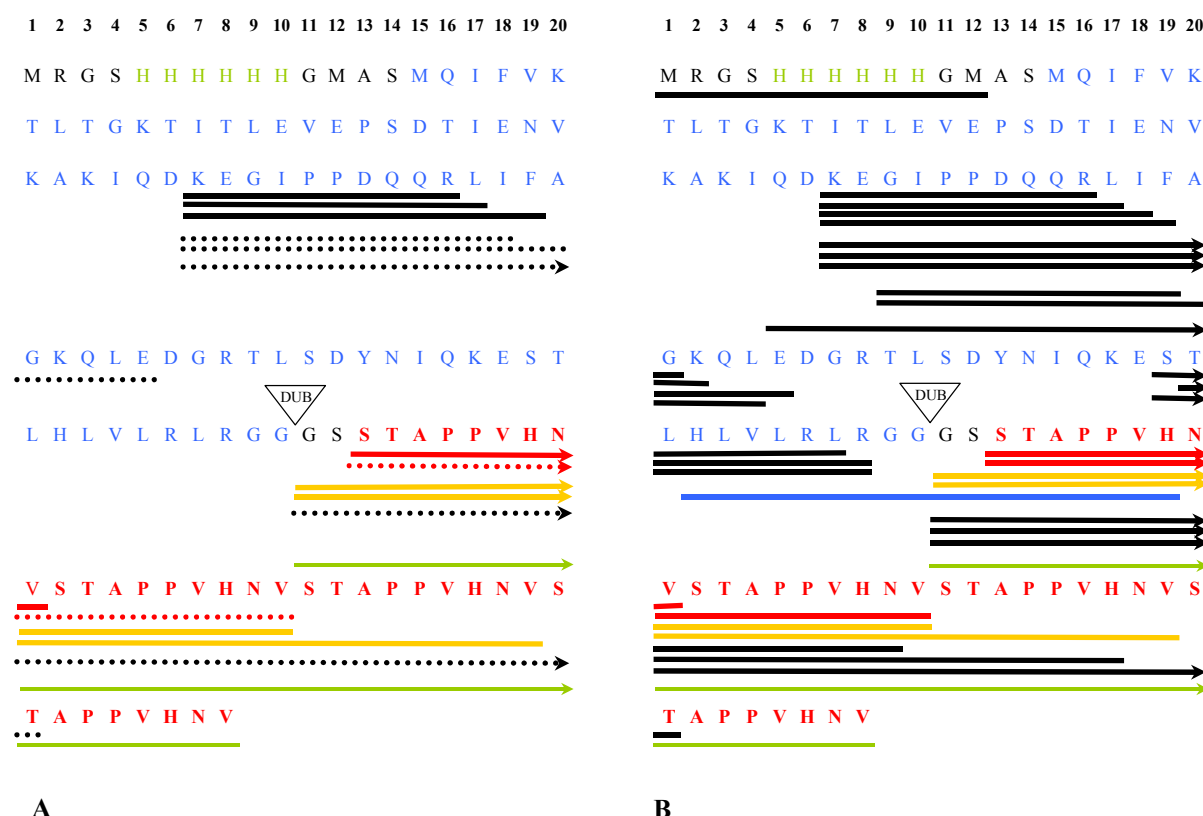 1 2 3 4 5 6 7 8 9 10 11 12 13 14 15 16 17 18 19 20
M R G S H H H H H H G M A S M Q I F V K
T L T G K T I T L E V E P S D T I E N V
K A K I Q D K E G I P P D Q Q R L I F A
G K Q L E D G R T L S D Y N I Q K E S T
DUB
L H L V L R L R G G G S S T A P P V H N
V S T A P P V H N V S T A P P V H N V S
T A P P V H N V
A
1 2 3 4 5 6 7 8 9 10 11 12 13 14 15 16 17 18 19 20
M R G S H H H H H H G M A S M Q I F V K
T L T G K T I T L E V E P S D T I E N V
K A K I Q D K E G I P P D Q Q R L I F A
G K Q L E D G R T L S D Y N I Q K E S T
DUB
L H L V L R L R G G G S S T A P P V H N
V S T A P P V H N V S T A P P V H N V S
T A P P V H N V
B